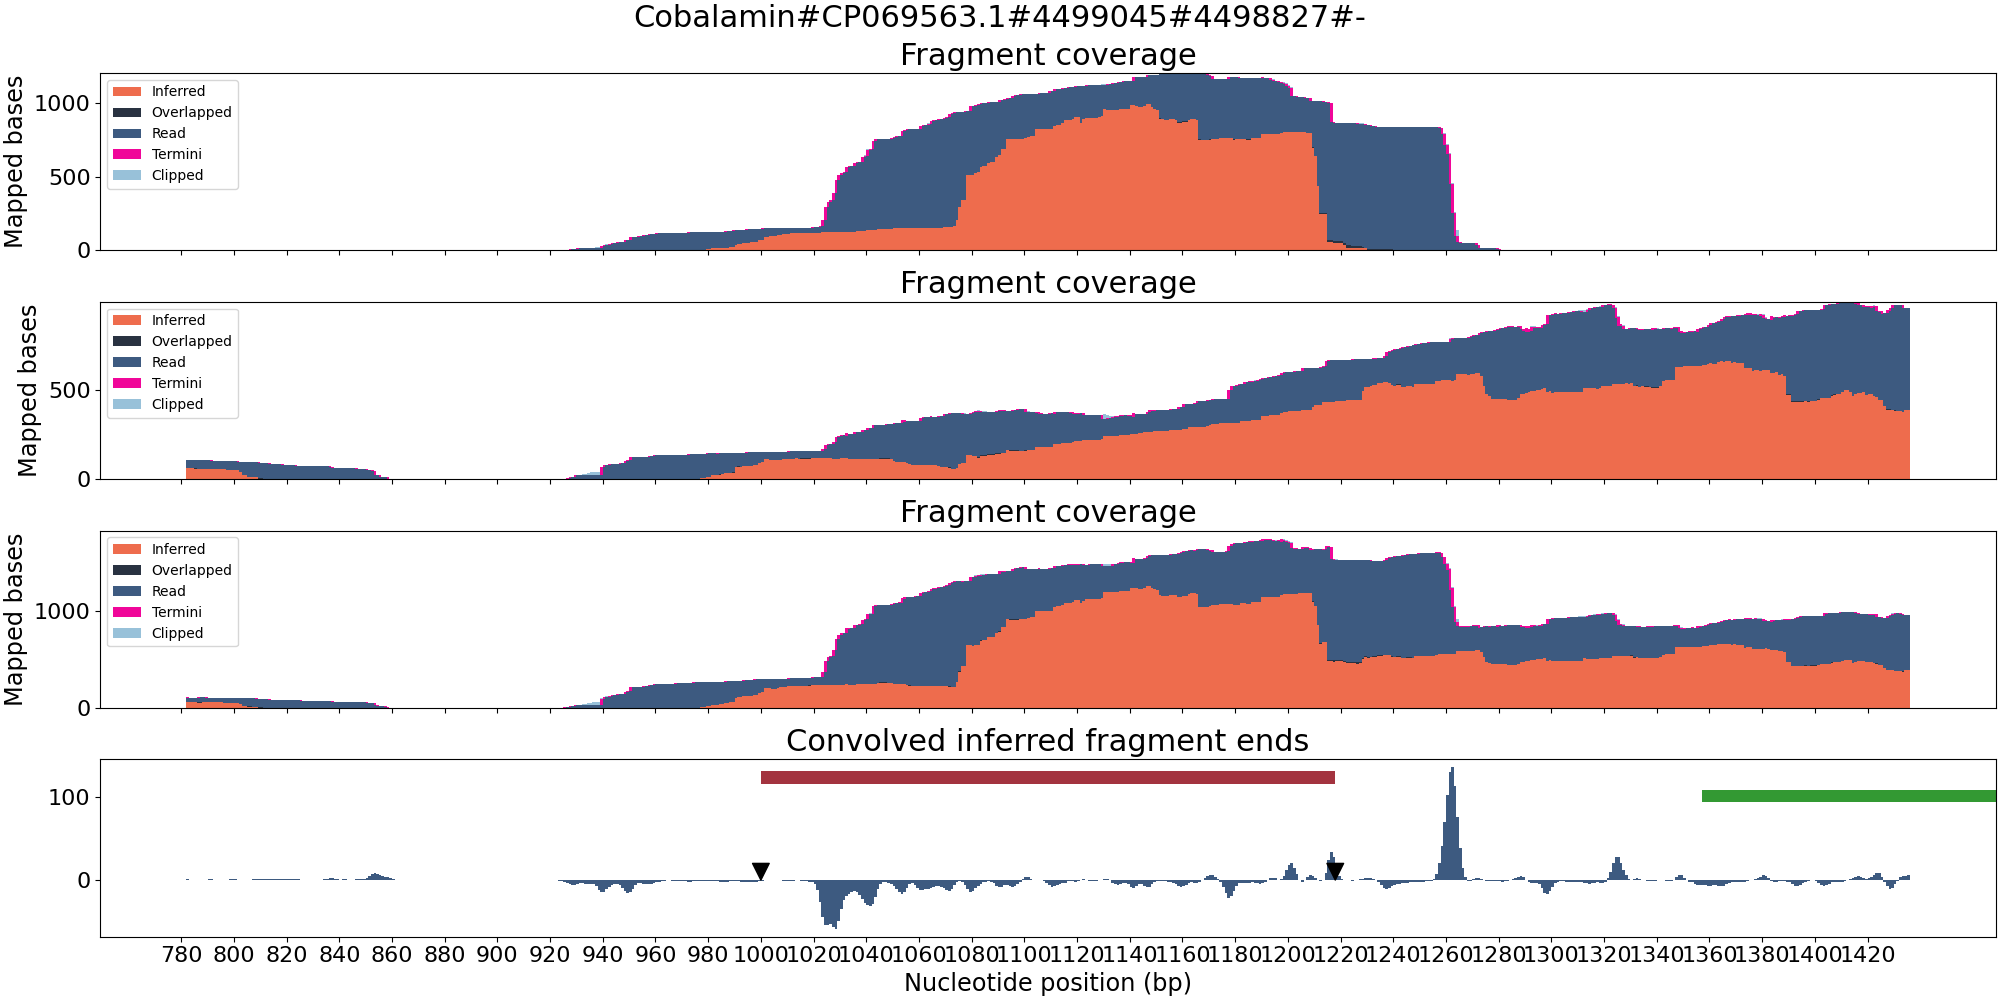 Cobalamin#CP069563.1#4499045#4498827#-
Fragment coverage
Mapped bases
1000
500
0
Inferred
Overlapped
Read
Termini
Clipped
Fragment coverage
Mapped bases
500
0
Inferred
Overlapped
Read
Termini
Clipped
Fragment coverage
Mapped bases
1000
0
Inferred
Overlapped
Read
Termini
Clipped
Convolved inferred fragment ends
100
0
780 800 820 840 860 880 900 920 940 960 980 1000 1020 1040 1060 1080 1100 1120 1140 1160 1180 1200 1220 1240 1260 1280 1300 1320 1340 1360 1380 1400 1420
Nucleotide position (bp)